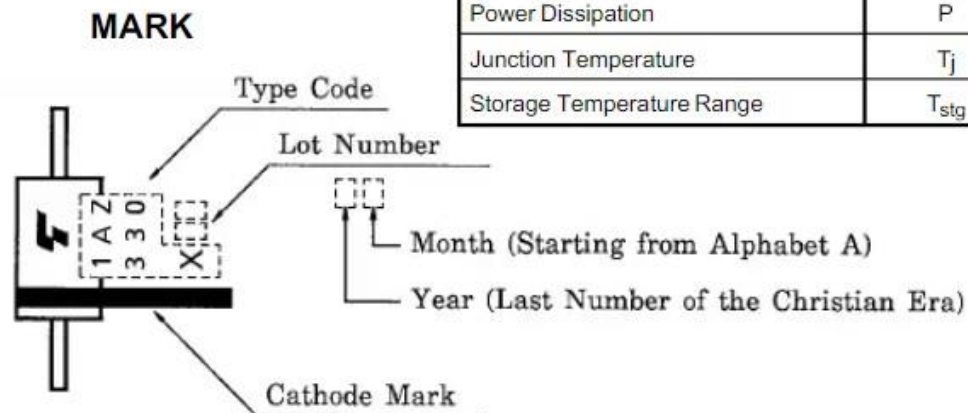 MARK
Power Dissipation P
Junction Temperature Tj
Storage Temperature Range Tstg
Type Code
Lot Number
1AZ
330
X
Month (Starting from Alphabet A)
Year (Last Number of the Christian Era)
Cathode Mark